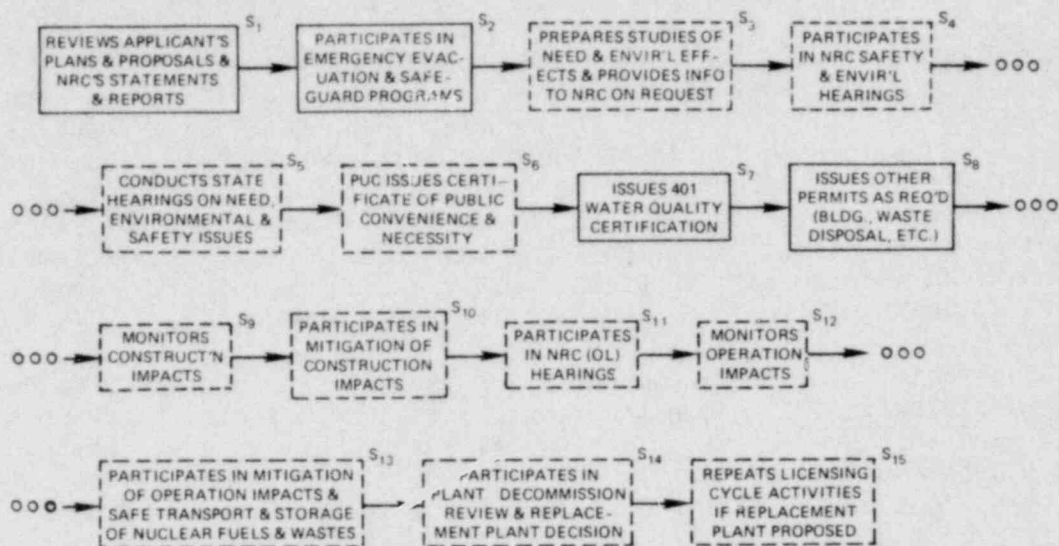 S1
REVIEWS APPLICANT'S
PLANS & PROPOSALS &
NRC'S STATEMENTS
& REPORTS
S2
PARTICIPATES IN
EMERGENCY EVAC-
UATION & SAFE-
GUARD PROGRAMS
S3
PREPARES STUDIES OF
NEED & ENVIR'L EFF-
ECTS & PROVIDES INFO
TO NRC ON REQUEST
S4
PARTICIPATES
IN NRC SAFETY
& ENVIR'L
HEARINGS
S5
CONDUCTS STATE
HEARINGS ON NEED,
ENVIRONMENTAL &
SAFETY ISSUES
S6
PUC ISSUES CERTI-
FICATE OF PUBLIC
CONVENIENCE &
NECESSITY
S7
ISSUES 401
WATER QUALITY
CERTIFICATION
S8
ISSUES OTHER
PERMITS AS REQ'D
(BLDG., WASTE
DISPOSAL, ETC.)
S9
MONITORS
CONSTRUCT'N
IMPACTS
S10
PARTICIPATES IN
MITIGATION OF
CONSTRUCTION
IMPACTS
S11
PARTICIPATES
IN NRC (OL)
HEARINGS
S12
MONITORS
OPERATION
IMPACTS
S13
PARTICIPATES IN MITIGATION
OF OPERATION IMPACTS &
SAFE TRANSPORT & STORAGE
OF NUCLEAR FUELS & WASTES
S14
PARTICIPATES IN
PLANT DECOMMISSION
REVIEW & REPLACE-
MENT PLANT DECISION
S15
REPEATS LICENSING
CYCLE ACTIVITIES
IF REPLACEMENT
PLANT PROPOSED